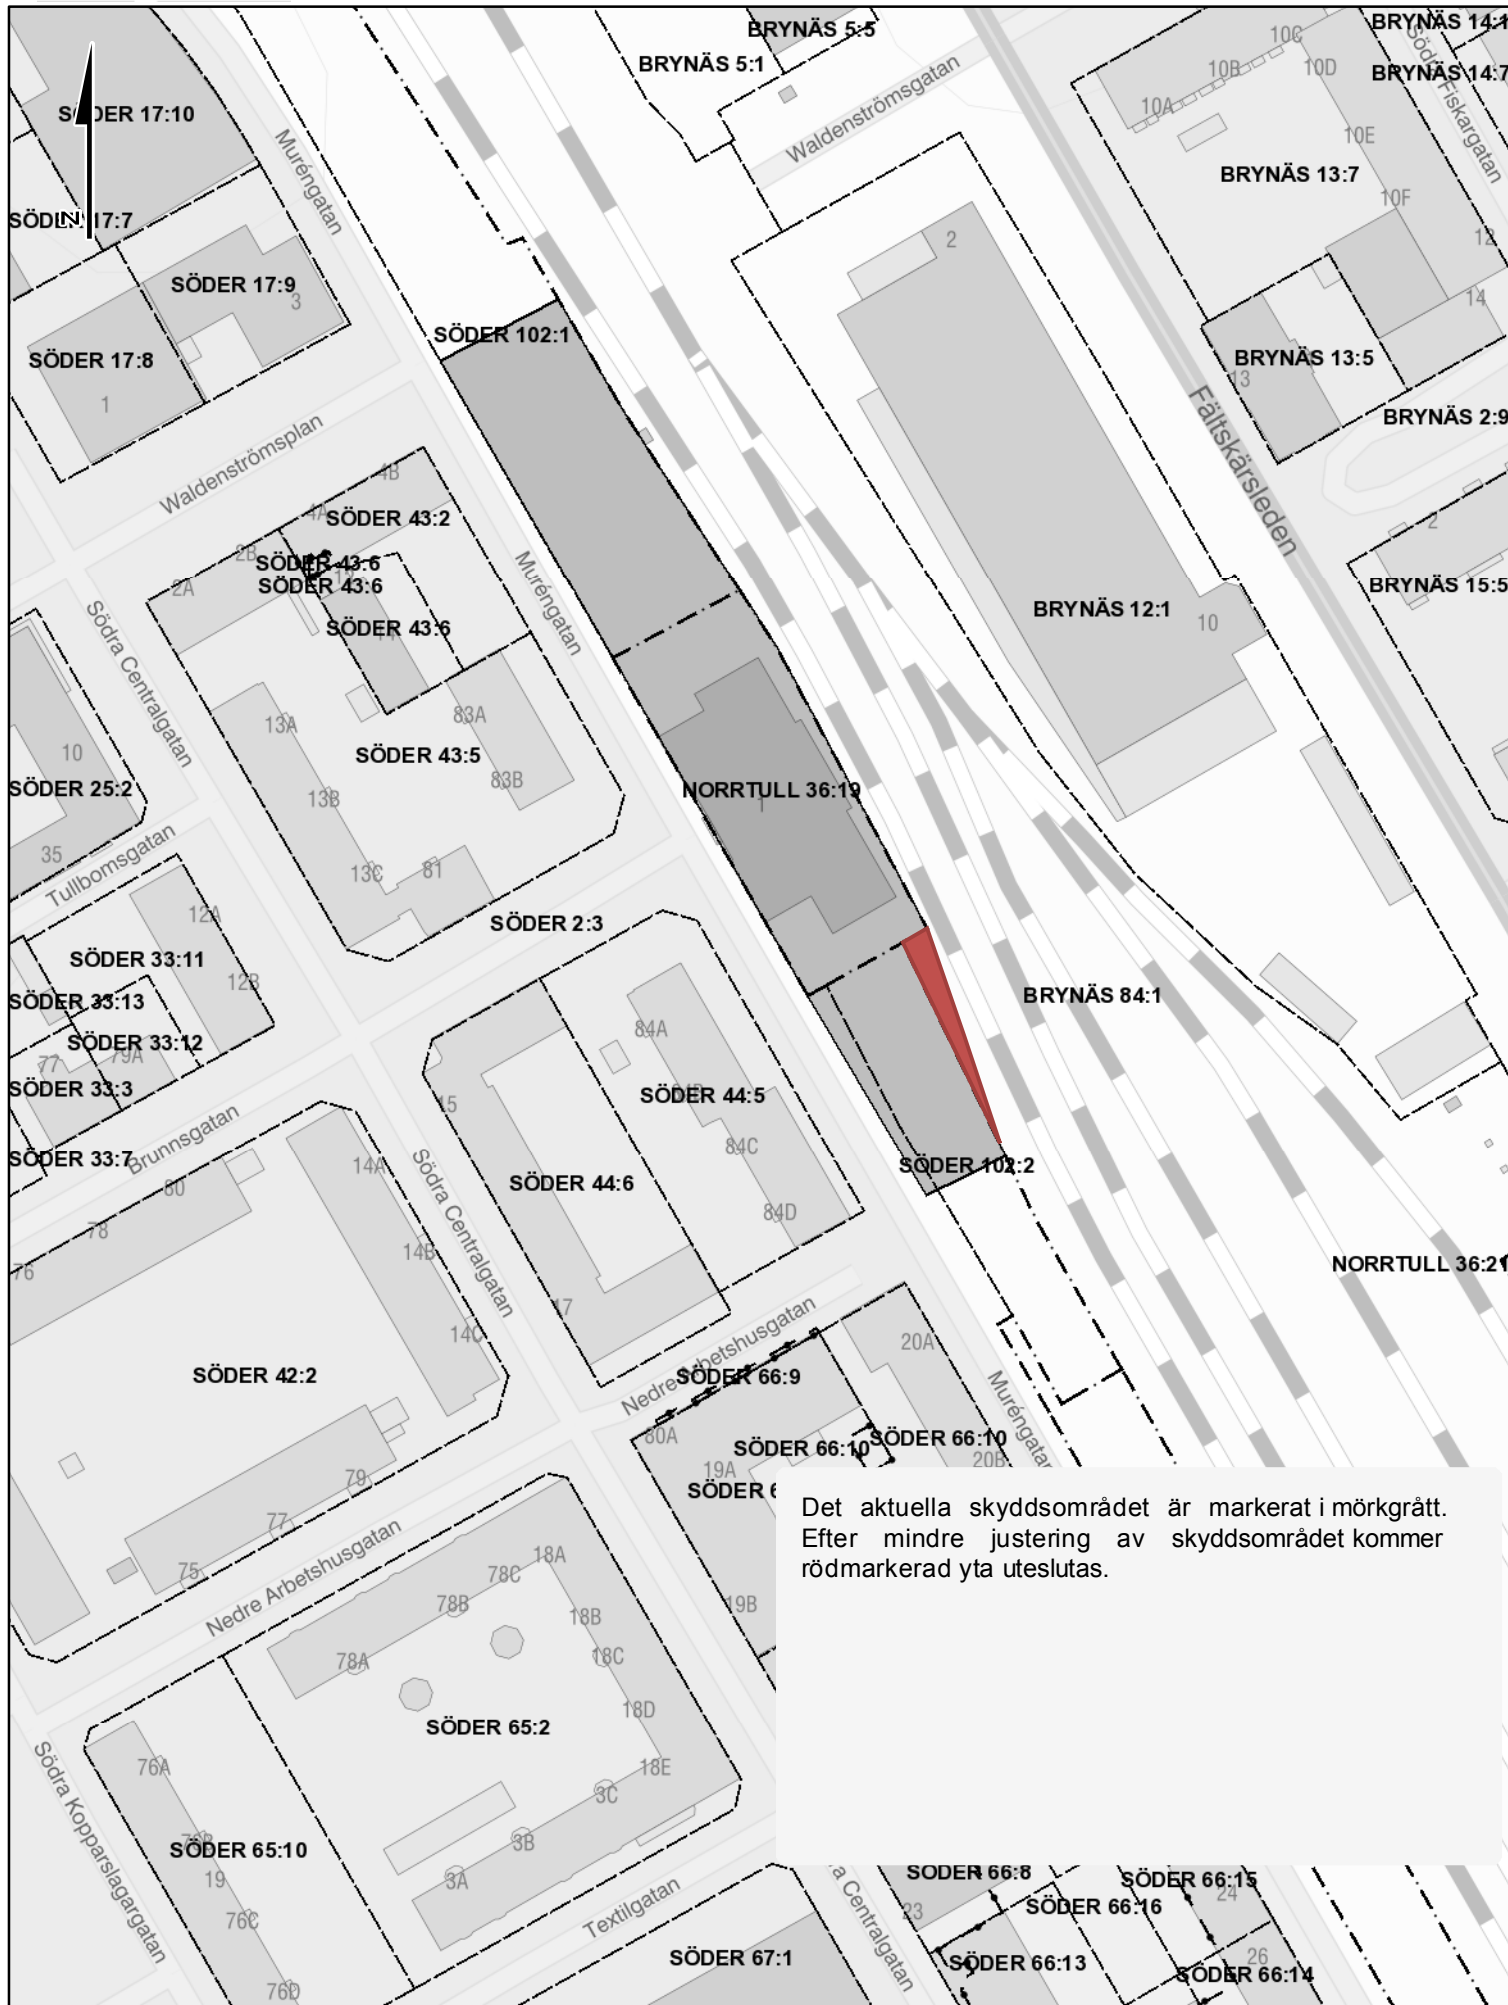 BRYNÄS 5:5
BRYNÄS 14:1
BRYNÄS 5:1
10C
Södra Fiskargatan
BRYNÄS 14:7
10B
10D
Waldenströmsgatan
10A
SÖDER 17:10
10E
Muréngatan
BRYNÄS 13:7
10F
N
SÖDER 17:7
2
12
SÖDER 17:9
3
14
SÖDER 102:1
SÖDER 17:8
BRYNÄS 13:5
13
1
Fältskärsleden
BRYNÄS 2:9
Waldenströmsplan
4B
4A
SÖDER 43:2
2
2B
SÖDER 43:6
SÖDER 43:6
12
2A
BRYNÄS 15:5
Muréngatan
BRYNÄS 12:1
10
SÖDER 43:6
14
Södra Centralgatan
13A
83A
10
SÖDER 43:5
83B
SÖDER 25:2
13B
NORRTULL 36:19
1
35
Tullbomsgatan
13C
81
12A
SÖDER 2:3
SÖDER 33:11
12B
SÖDER 33:13
BRYNÄS 84:1
84A
SÖDER 33:12
79A
77
SÖDER 33:3
84B
SÖDER 44:5
15
Brunnsgatan
84C
SÖDER 33:7
14A
SÖDER 102:2
80
SÖDER 44:6
Södra Centralgatan
84D
78
14B
76
NORRTULL 36:21
17
14C
Nedre Arbetshusgatan
20A
SÖDER 42:2
SÖDER 66:9
Muréngatan
80A
SÖDER 66:10
SÖDER 66:10
20B
19A
79
SÖDER 6
Det aktuella skyddsområdet är markerat i mörkgrått.
Efter mindre justering av skyddsområdet kommer
rödmarkerad yta uteslutas.
77
Nedre Arbetshusgatan
75
18A
78C
78B
19B
18B
78A
18C
18D
SÖDER 65:2
76A
18E
3C
Södra Kopparslagargatan
76B
SÖDER 65:10
3B
19
3A
SÖDER 66:8
SÖDER 66:15
24
76C
Textilgatan
23
SÖDER 66:16
ra Centralgatan
SÖDER 67:1
SÖDER 66:13
26
SÖDER 66:14
76D